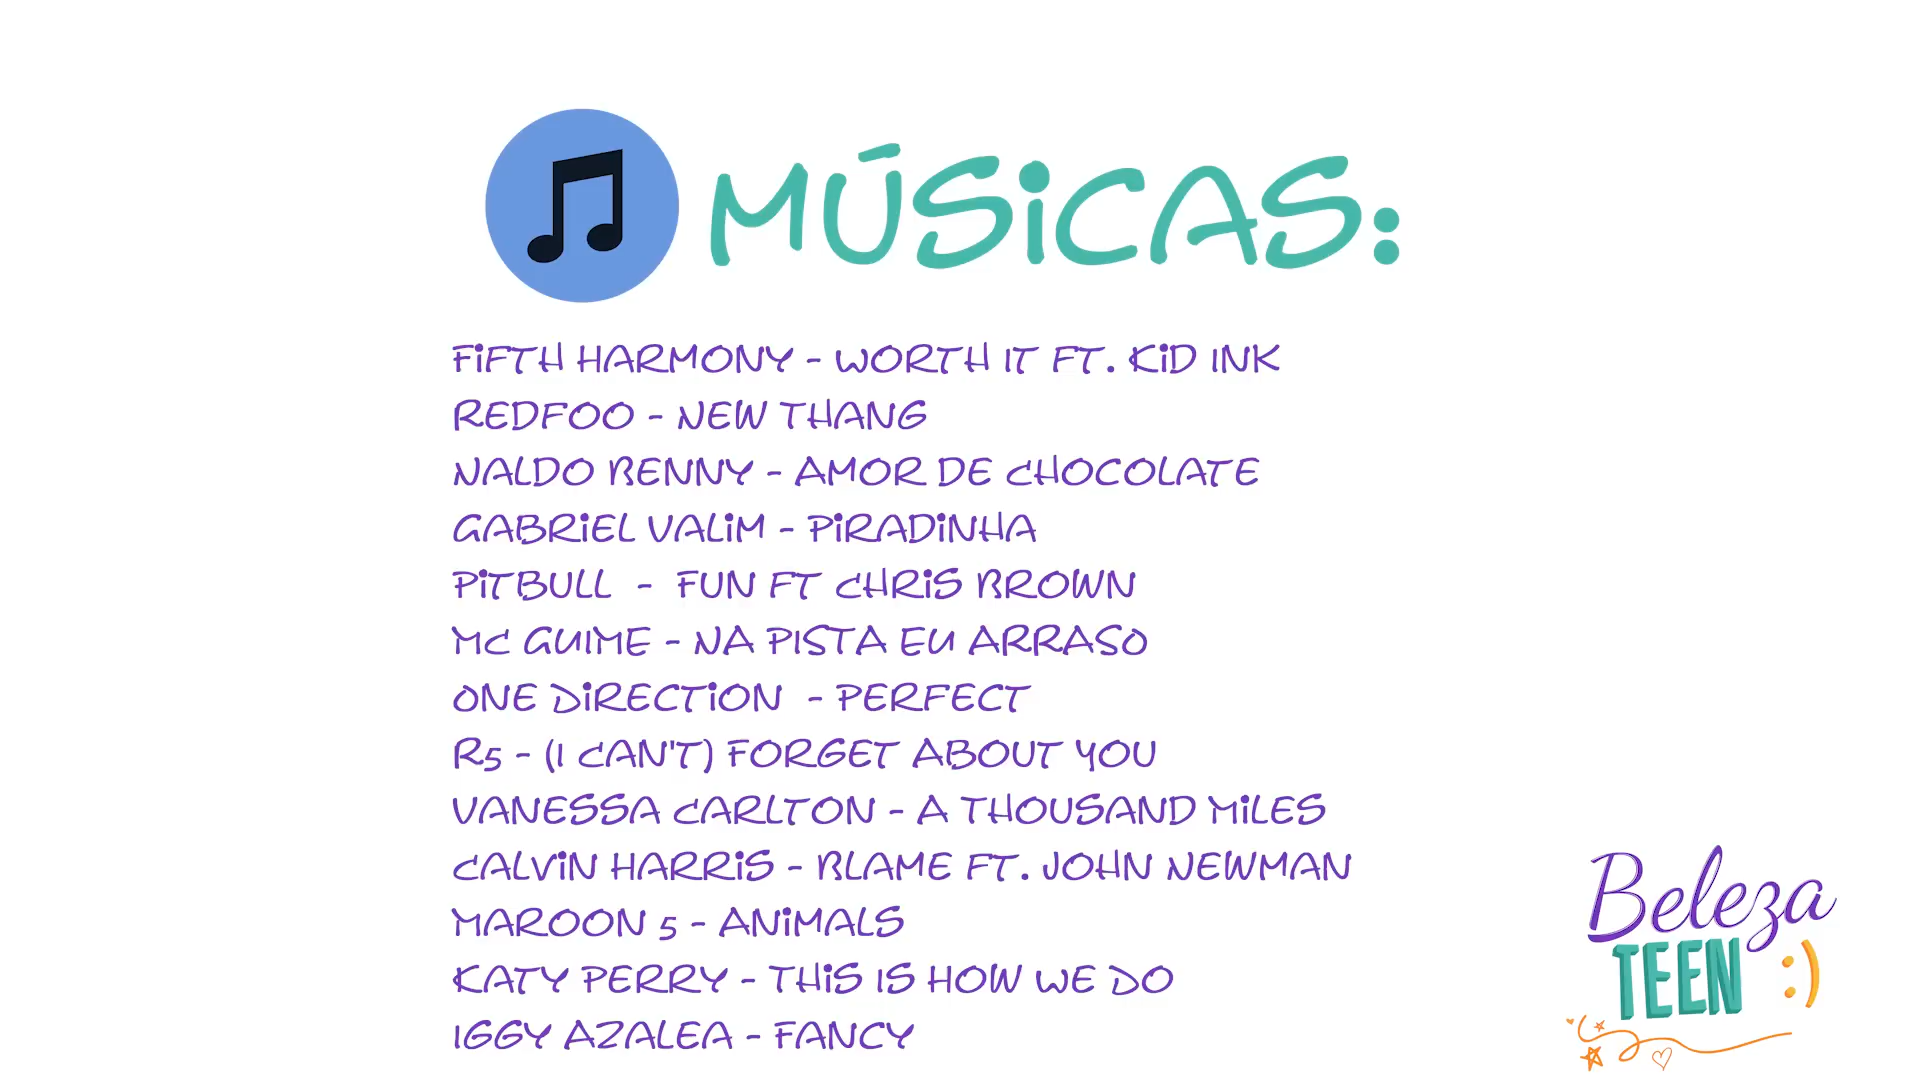 MÚSICAS:
FIFTH HARMONY - WORTH IT FT. KID INK
REDFOO - NEW THANG
NALDO BENNY - AMOR DE CHOCOLATE
GABRIEL VALIM - PIRADINHA
PITBULL - FUN FT CHRIS BROWN
MC GUIME - NA PISTA EU ARRASO
ONE DIRECTION - PERFECT
R5 - (I CAN'T) FORGET ABOUT YOU
VANESSA CARLTON - A THOUSAND MILES
CALVIN HARRIS - BLAME FT. JOHN NEWMAN
MAROON 5 - ANIMALS
KATY PERRY - THIS IS HOW WE DO
IGGY AZALEA - FANCY
Beleza
TEEN :)